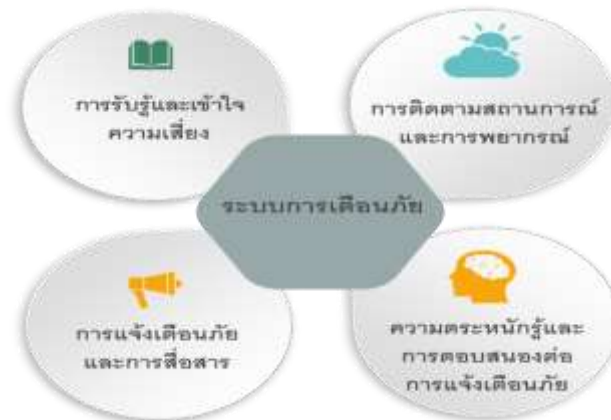 การรับรู้และเข้าใจ
ความเสี่ยง
การติดตามสถานการณ์
และการพยากรณ์
ระบบการเตือนภัย
การแจ้งเตือนภัย
และการสื่อสาร
ความตระหนักรู้และ
การตอบสนองต่อ
การแจ้งเตือนภัย